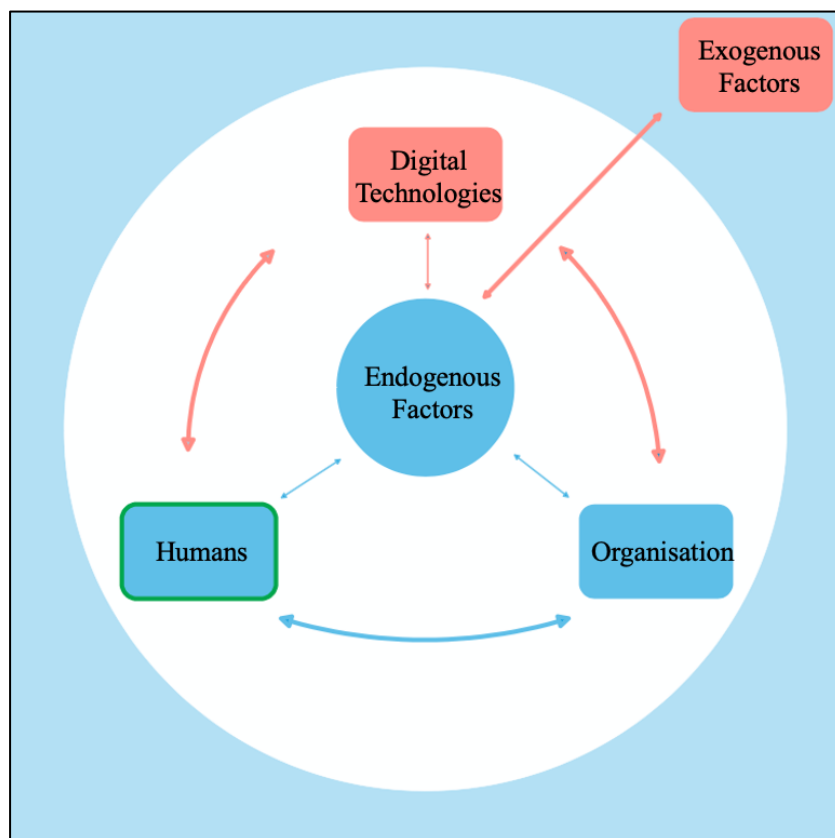 Exogenous
Factors
Digital
Technologies
Endogenous
Factors
Humans
Organisation